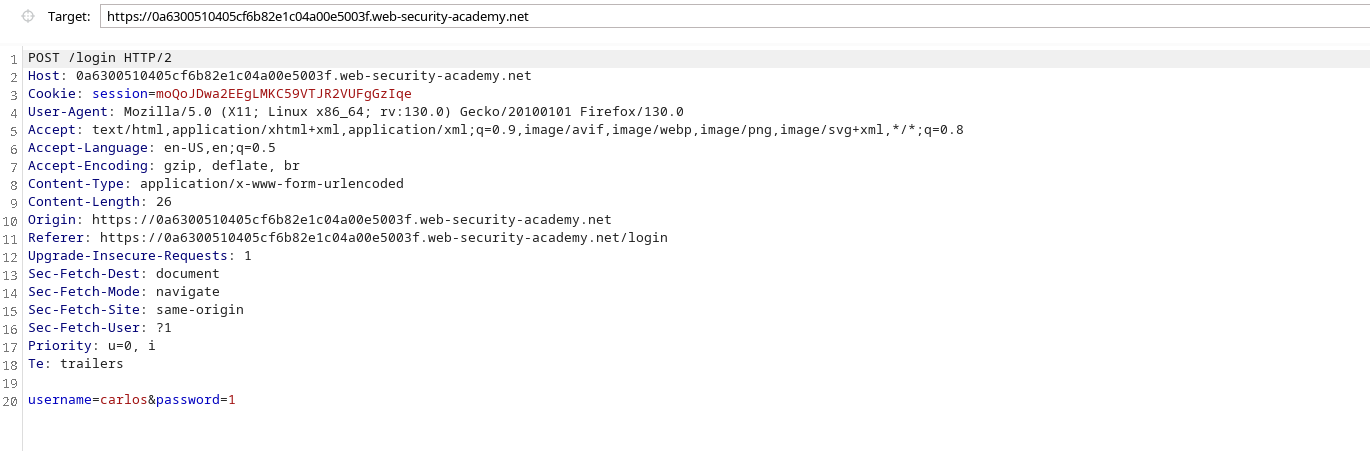 Target: https://0a6300510405cf6b82e1c04a00e5003f.web-security-academy.net
1 POST /login HTTP/2
2 Host: 0a6300510405cf6b82e1c04a00e5003f.web-security-academy.net
3 Cookie: session=moQoJDwa2EEgLMKC59VTJR2VUFgGzIqe
4 User-Agent: Mozilla/5.0 (X11; Linux x86_64; rv:130.0) Gecko/20100101 Firefox/130.0
5 Accept: text/html,application/xhtml+xml,application/xml;q=0.9,image/avif,image/webp,image/png,image/svg+xml,*/*;q=0.8
6 Accept-Language: en-US,en;q=0.5
7 Accept-Encoding: gzip, deflate, br
8 Content-Type: application/x-www-form-urlencoded
9 Content-Length: 26
10 Origin: https://0a6300510405cf6b82e1c04a00e5003f.web-security-academy.net
11 Referer: https://0a6300510405cf6b82e1c04a00e5003f.web-security-academy.net/login
12 Upgrade-Insecure-Requests: 1
13 Sec-Fetch-Dest: document
14 Sec-Fetch-Mode: navigate
15 Sec-Fetch-Site: same-origin
16 Sec-Fetch-User: ?1
17 Priority: u=0, i
18 Te: trailers
19
20 username=carlos&password=1